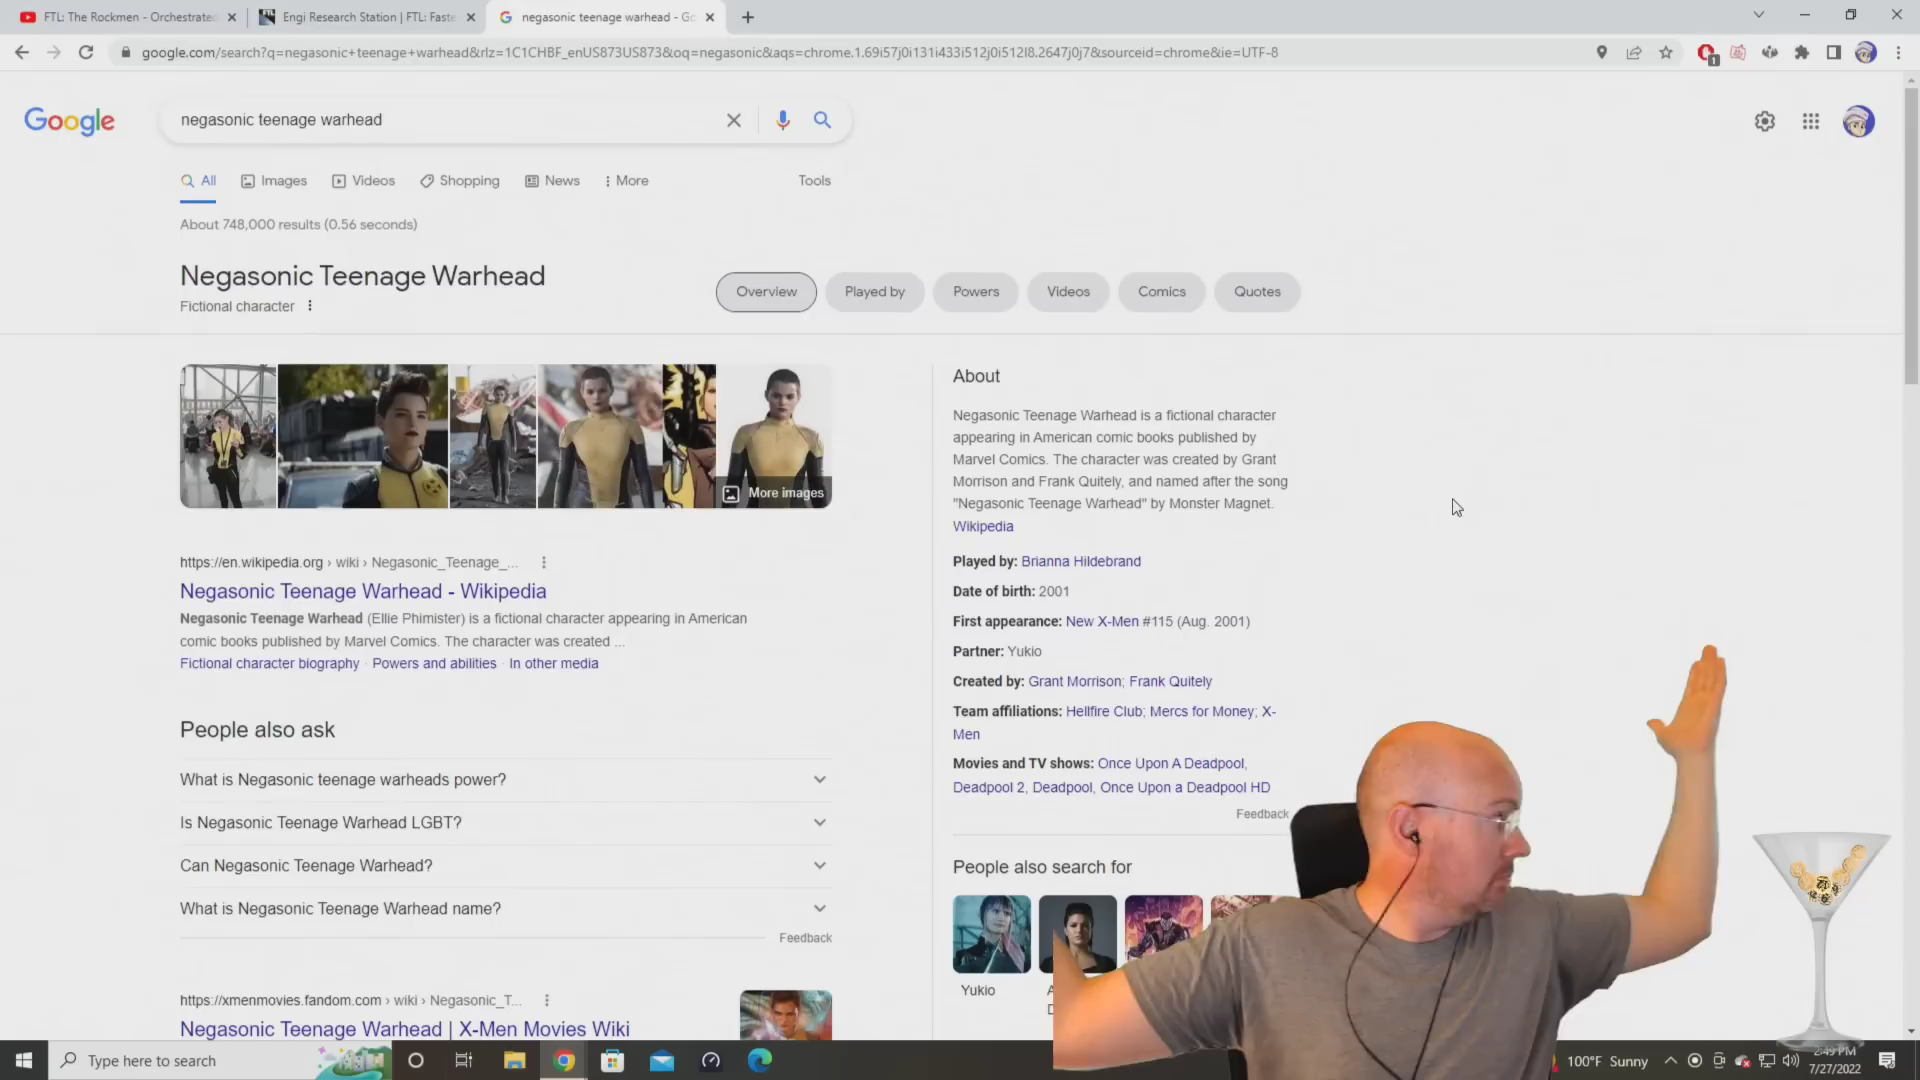 FTL: The Rockmen - Orchestrated
Engi Research Station | FTL: Faste
negasonic teenage warhead - Go
google.com/search?q=negasonic+teenage+warhead&rlz=1C1CHBF_enUS873US873&oq=negasonic&aqs=chrome.1.69i57j0i131i433i512j0i512l8.2647j0j7&sourceid=chrome&ie=UTF-8
1
Google
negasonic teenage warhead
All
Images
Videos
Shopping
News
More
Tools
About 748,000 results (0.56 seconds)
Negasonic Teenage Warhead
Fictional character
Overview
Played by
Powers
Videos
Comics
Quotes
More images
https://en.wikipedia.org › wiki › Negasonic_Teenage_...
Negasonic Teenage Warhead - Wikipedia
Negasonic Teenage Warhead (Ellie Phimister) is a fictional character appearing in American
comic books published by Marvel Comics. The character was created ...
Fictional character biography · Powers and abilities · In other media
People also ask
What is Negasonic teenage warheads power?
Is Negasonic Teenage Warhead LGBT?
Can Negasonic Teenage Warhead?
What is Negasonic Teenage Warhead name?
Feedback
https://xmenmovies.fandom.com › wiki › Negasonic_T...
Negasonic Teenage Warhead | X-Men Movies Wiki
About
Negasonic Teenage Warhead is a fictional character
appearing in American comic books published by
Marvel Comics. The character was created by Grant
Morrison and Frank Quitely, and named after the song
"Negasonic Teenage Warhead" by Monster Magnet.
Wikipedia
Played by: Brianna Hildebrand
Date of birth: 2001
First appearance: New X-Men #115 (Aug. 2001)
Partner: Yukio
Created by: Grant Morrison; Frank Quitely
Team affiliations: Hellfire Club; Mercs for Money; X-
Men
Movies and TV shows: Once Upon A Deadpool,
Deadpool 2, Deadpool, Once Upon a Deadpool HD
Feedback
People also search for
Yukio
Type here to search
100°F Sunny
2:49 PM
7/27/2022